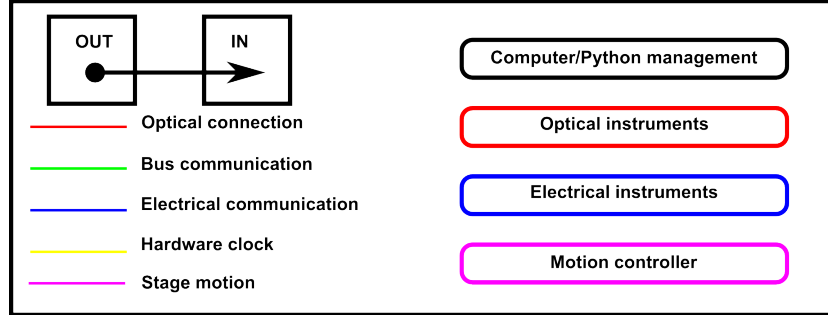 OUT IN
Optical connection
Bus communication
Electrical communication
Hardware clock
Stage motion
Computer/Python management
Optical instruments
Electrical instruments
Motion controller